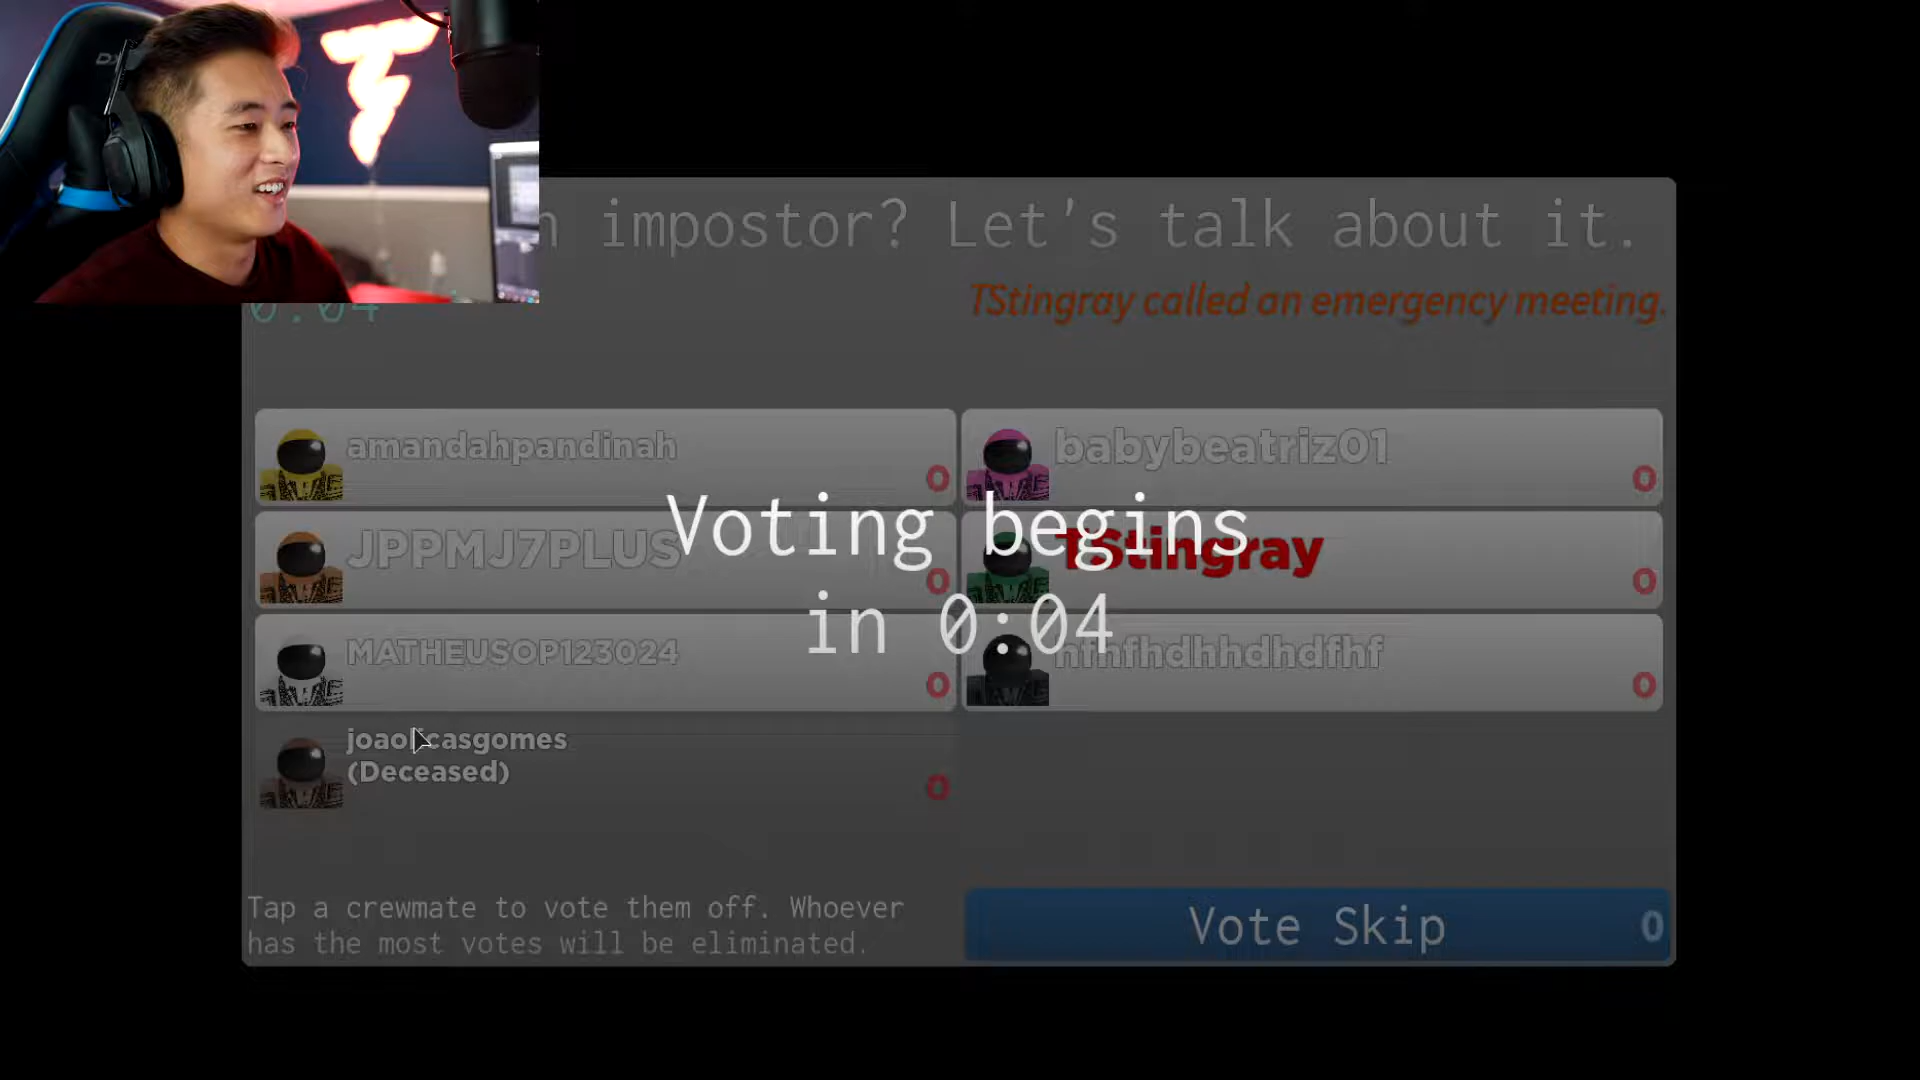 impostor? Let's talk about it.
0:04
TStingray called an emergency meeting.
amandahpandinah
0
babybeatriz01
0
JPPMJ7PLUS
0
TStingray
0
Voting begins
in 0:04
MATHEUSOP123024
0
0
(Deceased)
0
Tap a crewmate to vote them off. Whoever
has the most votes will be eliminated.
Vote Skip 0